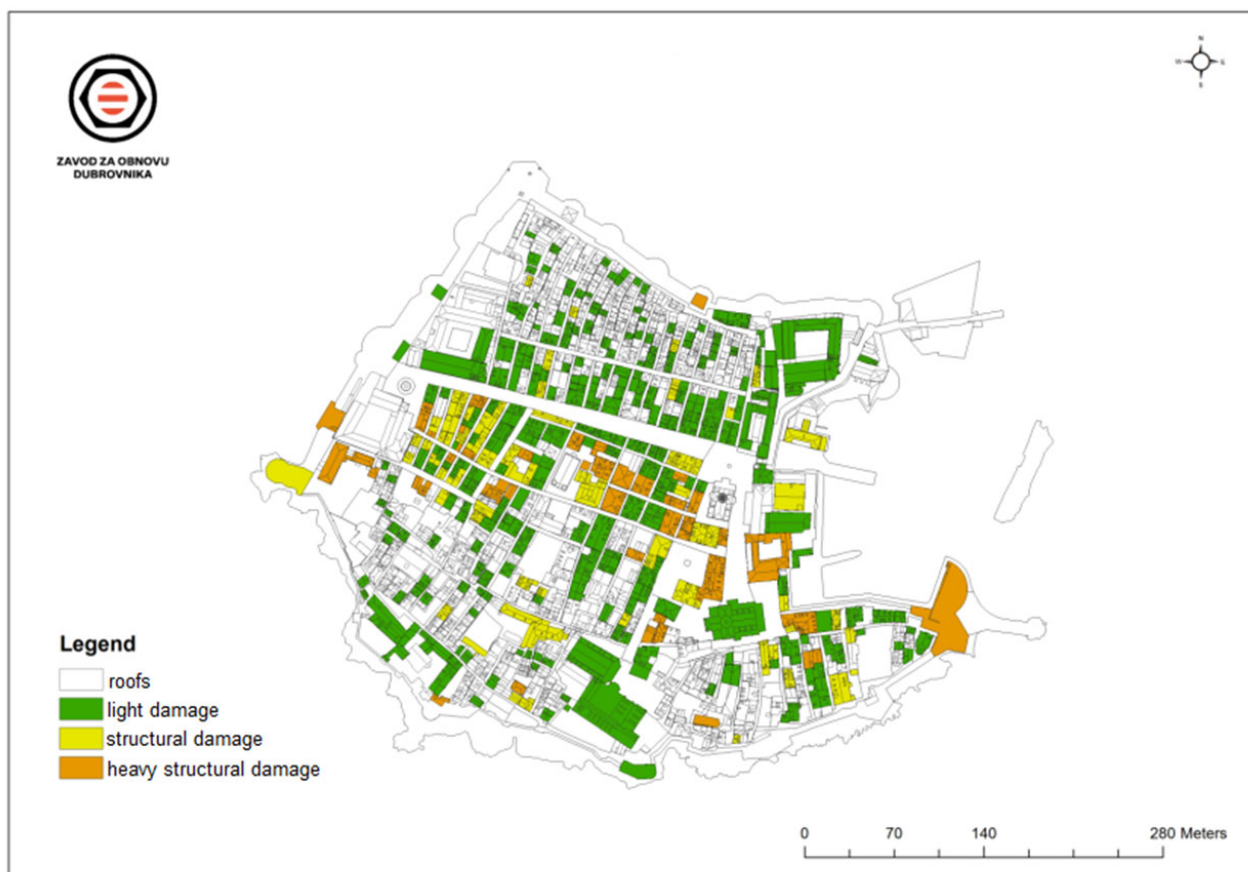 ZAVOD ZA OBNOVU
DUBROVNIKA
N
W E
S
Legend
roofs
light damage
structural damage
heavy structural damage
0 70 140 280 Meters